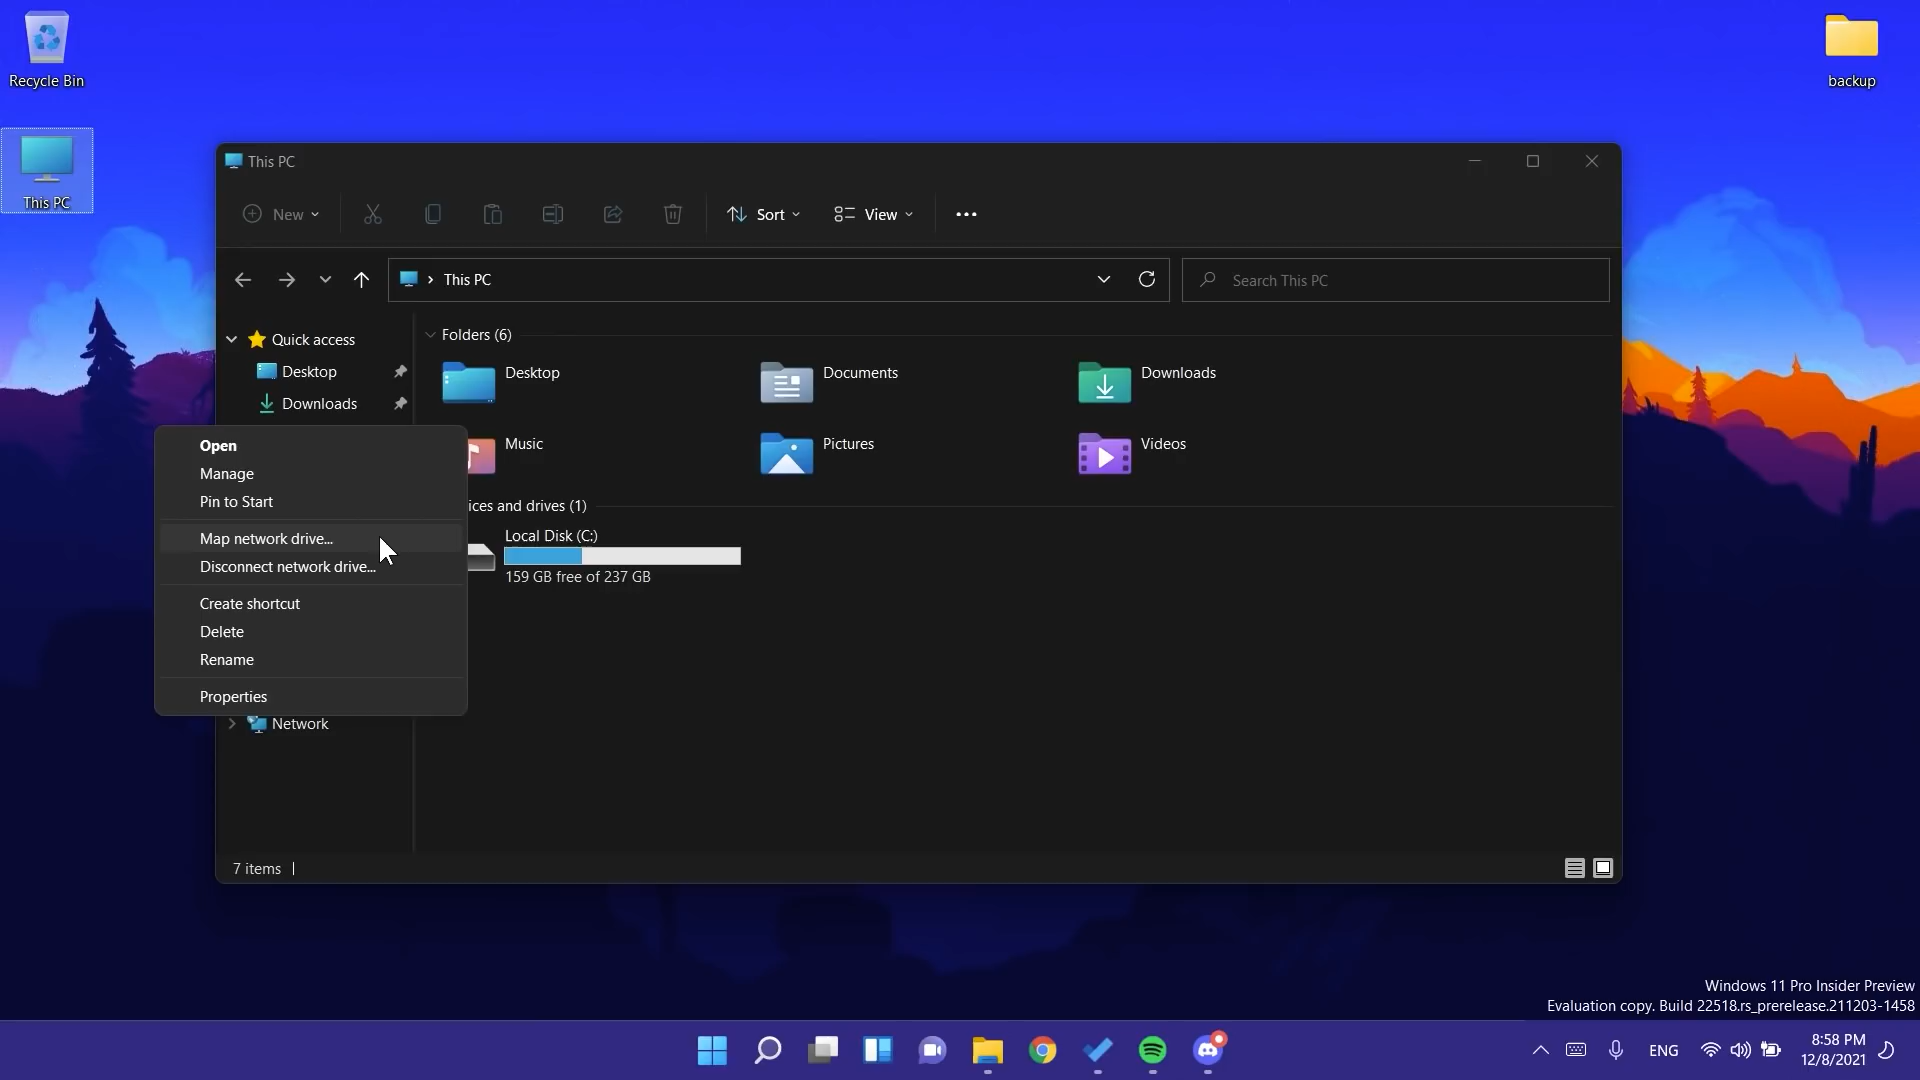 Recycle Bin
This PC
backup
This PC
New
Sort
View
This PC
Search This PC
Quick access
Desktop
Downloads
Network
Folders (6)
Desktop
Documents
Downloads
Music
Pictures
Videos
ices and drives (1)
Local Disk (C:)
159 GB free of 237 GB
Open
Manage
Pin to Start
Map network drive...
Disconnect network drive...
Create shortcut
Delete
Rename
Properties
7 items
Windows 11 Pro Insider Preview
Evaluation copy. Build 22518.rs_prerelease.211203-1458
ENG
8:58 PM
12/8/2021